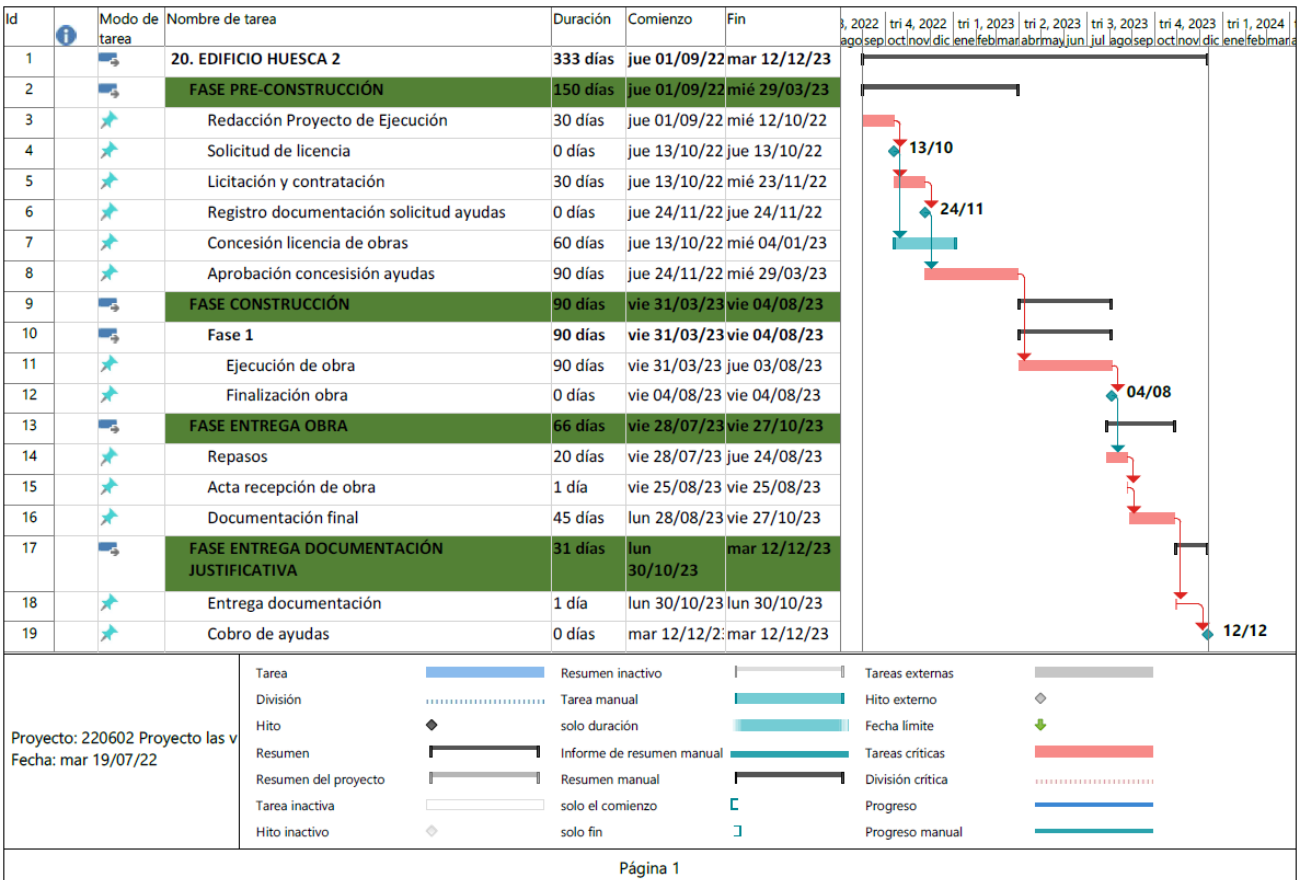 Id Modo de tarea Nombre de tarea Duración Comienzo Fin
3, 2022 tri 4, 2022 tri 1, 2023 tri 2, 2023 tri 3, 2023 tri 4, 2023 tri 1, 2024
ago sep oct nov dic ene feb mar abr may jun jul ago sep oct nov dic ene feb mar a
1 20. EDIFICIO HUESCA 2 333 días jue 01/09/22 mar 12/12/23
2 FASE PRE-CONSTRUCCIÓN 150 días jue 01/09/22 mié 29/03/23
3 Redacción Proyecto de Ejecución 30 días jue 01/09/22 mié 12/10/22
4 Solicitud de licencia 0 días jue 13/10/22 jue 13/10/22 13/10
5 Licitación y contratación 30 días jue 13/10/22 mié 23/11/22
6 Registro documentación solicitud ayudas 0 días jue 24/11/22 jue 24/11/22 24/11
7 Concesión licencia de obras 60 días jue 13/10/22 mié 04/01/23
8 Aprobación concesisión ayudas 90 días jue 24/11/22 mié 29/03/23
9 FASE CONSTRUCCIÓN 90 días vie 31/03/23 vie 04/08/23
10 Fase 1 90 días vie 31/03/23 vie 04/08/23
11 Ejecución de obra 90 días vie 31/03/23 jue 03/08/23
12 Finalización obra 0 días vie 04/08/23 vie 04/08/23 04/08
13 FASE ENTREGA OBRA 66 días vie 28/07/23 vie 27/10/23
14 Repasos 20 días vie 28/07/23 jue 24/08/23
15 Acta recepción de obra 1 día vie 25/08/23 vie 25/08/23
16 Documentación final 45 días lun 28/08/23 vie 27/10/23
17 FASE ENTREGA DOCUMENTACIÓN 31 días lun mar 12/12/23
JUSTIFICATIVA 30/10/23
18 Entrega documentación 1 día lun 30/10/23 lun 30/10/23
19 Cobro de ayudas 0 días mar 12/12/2 mar 12/12/23 12/12
Proyecto: 220602 Proyecto las v
Fecha: mar 19/07/22
Tarea Resumen inactivo Tareas externas
División Tarea manual Hito externo
Hito solo duración Fecha límite
Resumen Informe de resumen manual Tareas críticas
Resumen del proyecto Resumen manual División crítica
Tarea inactiva solo el comienzo Progreso
Hito inactivo solo fin Progreso manual
Página 1